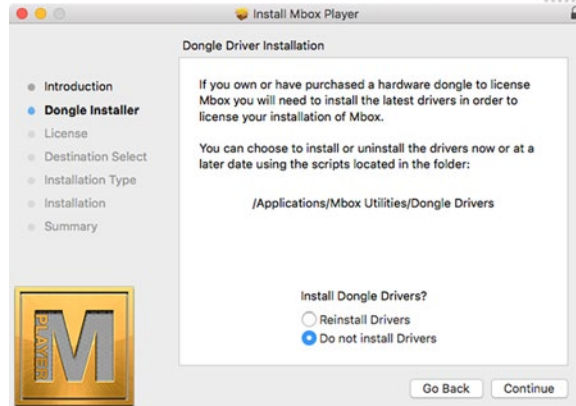 Install Mbox Player
Dongle Driver Installation
Introduction
Dongle Installer
License
Destination Select
Installation Type
Installation
Summary
If you own or have purchased a hardware dongle to license
Mbox you will need to install the latest drivers in order to
license your installation of Mbox.
You can choose to install or uninstall the drivers now or at a
later date using the scripts located in the folder:
/Applications/Mbox Utilities/Dongle Drivers
Install Dongle Drivers?
Reinstall Drivers
Do not install Drivers
M
PLAYER
Go Back
Continue